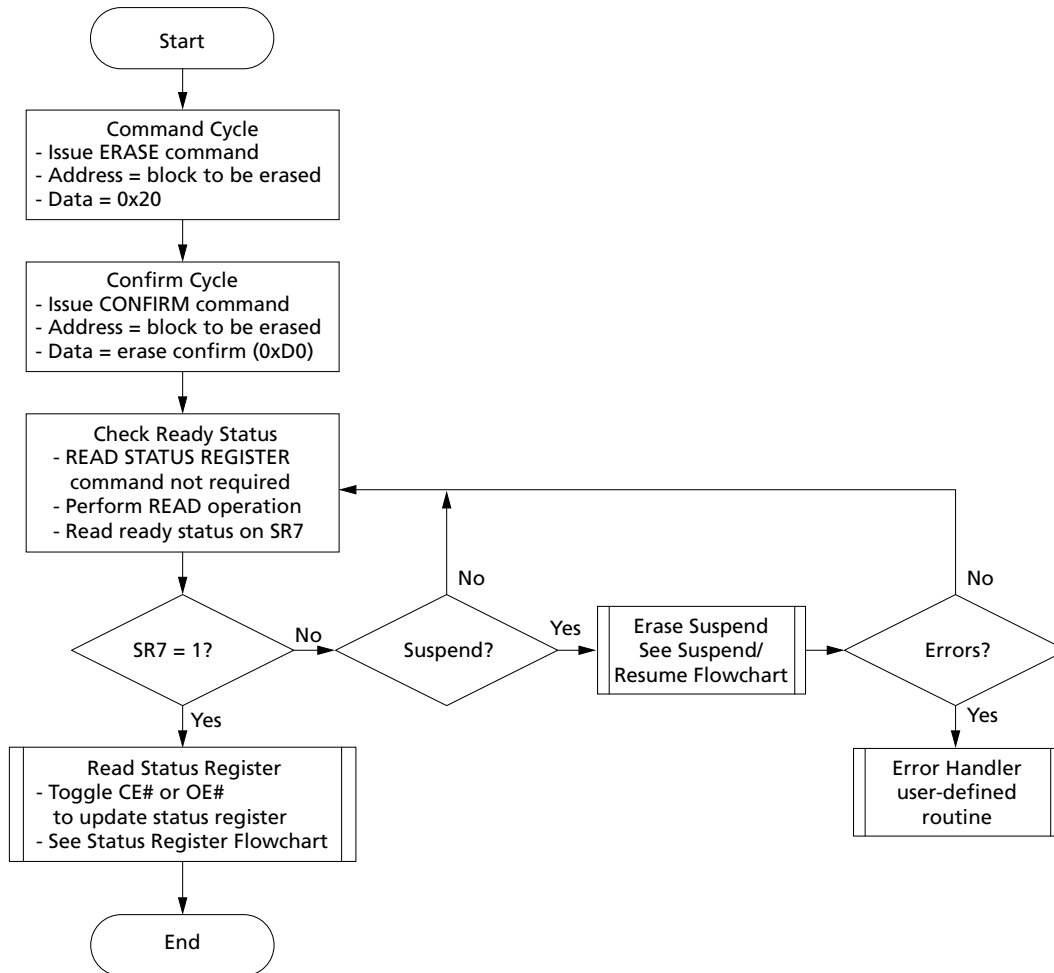 Start
Command Cycle
- Issue ERASE command
- Address = block to be erased
- Data = 0x20
Confirm Cycle
- Issue CONFIRM command
- Address = block to be erased
- Data = erase confirm (0xD0)
Check Ready Status
- READ STATUS REGISTER
command not required
- Perform READ operation
- Read ready status on SR7
No
No
SR7 = 1?
No
Suspend?
Yes
Erase Suspend
See Suspend/
Resume Flowchart
Errors?
Yes
Yes
Read Status Register
- Toggle CE# or OE#
to update status register
- See Status Register Flowchart
Error Handler
user-defined
routine
End